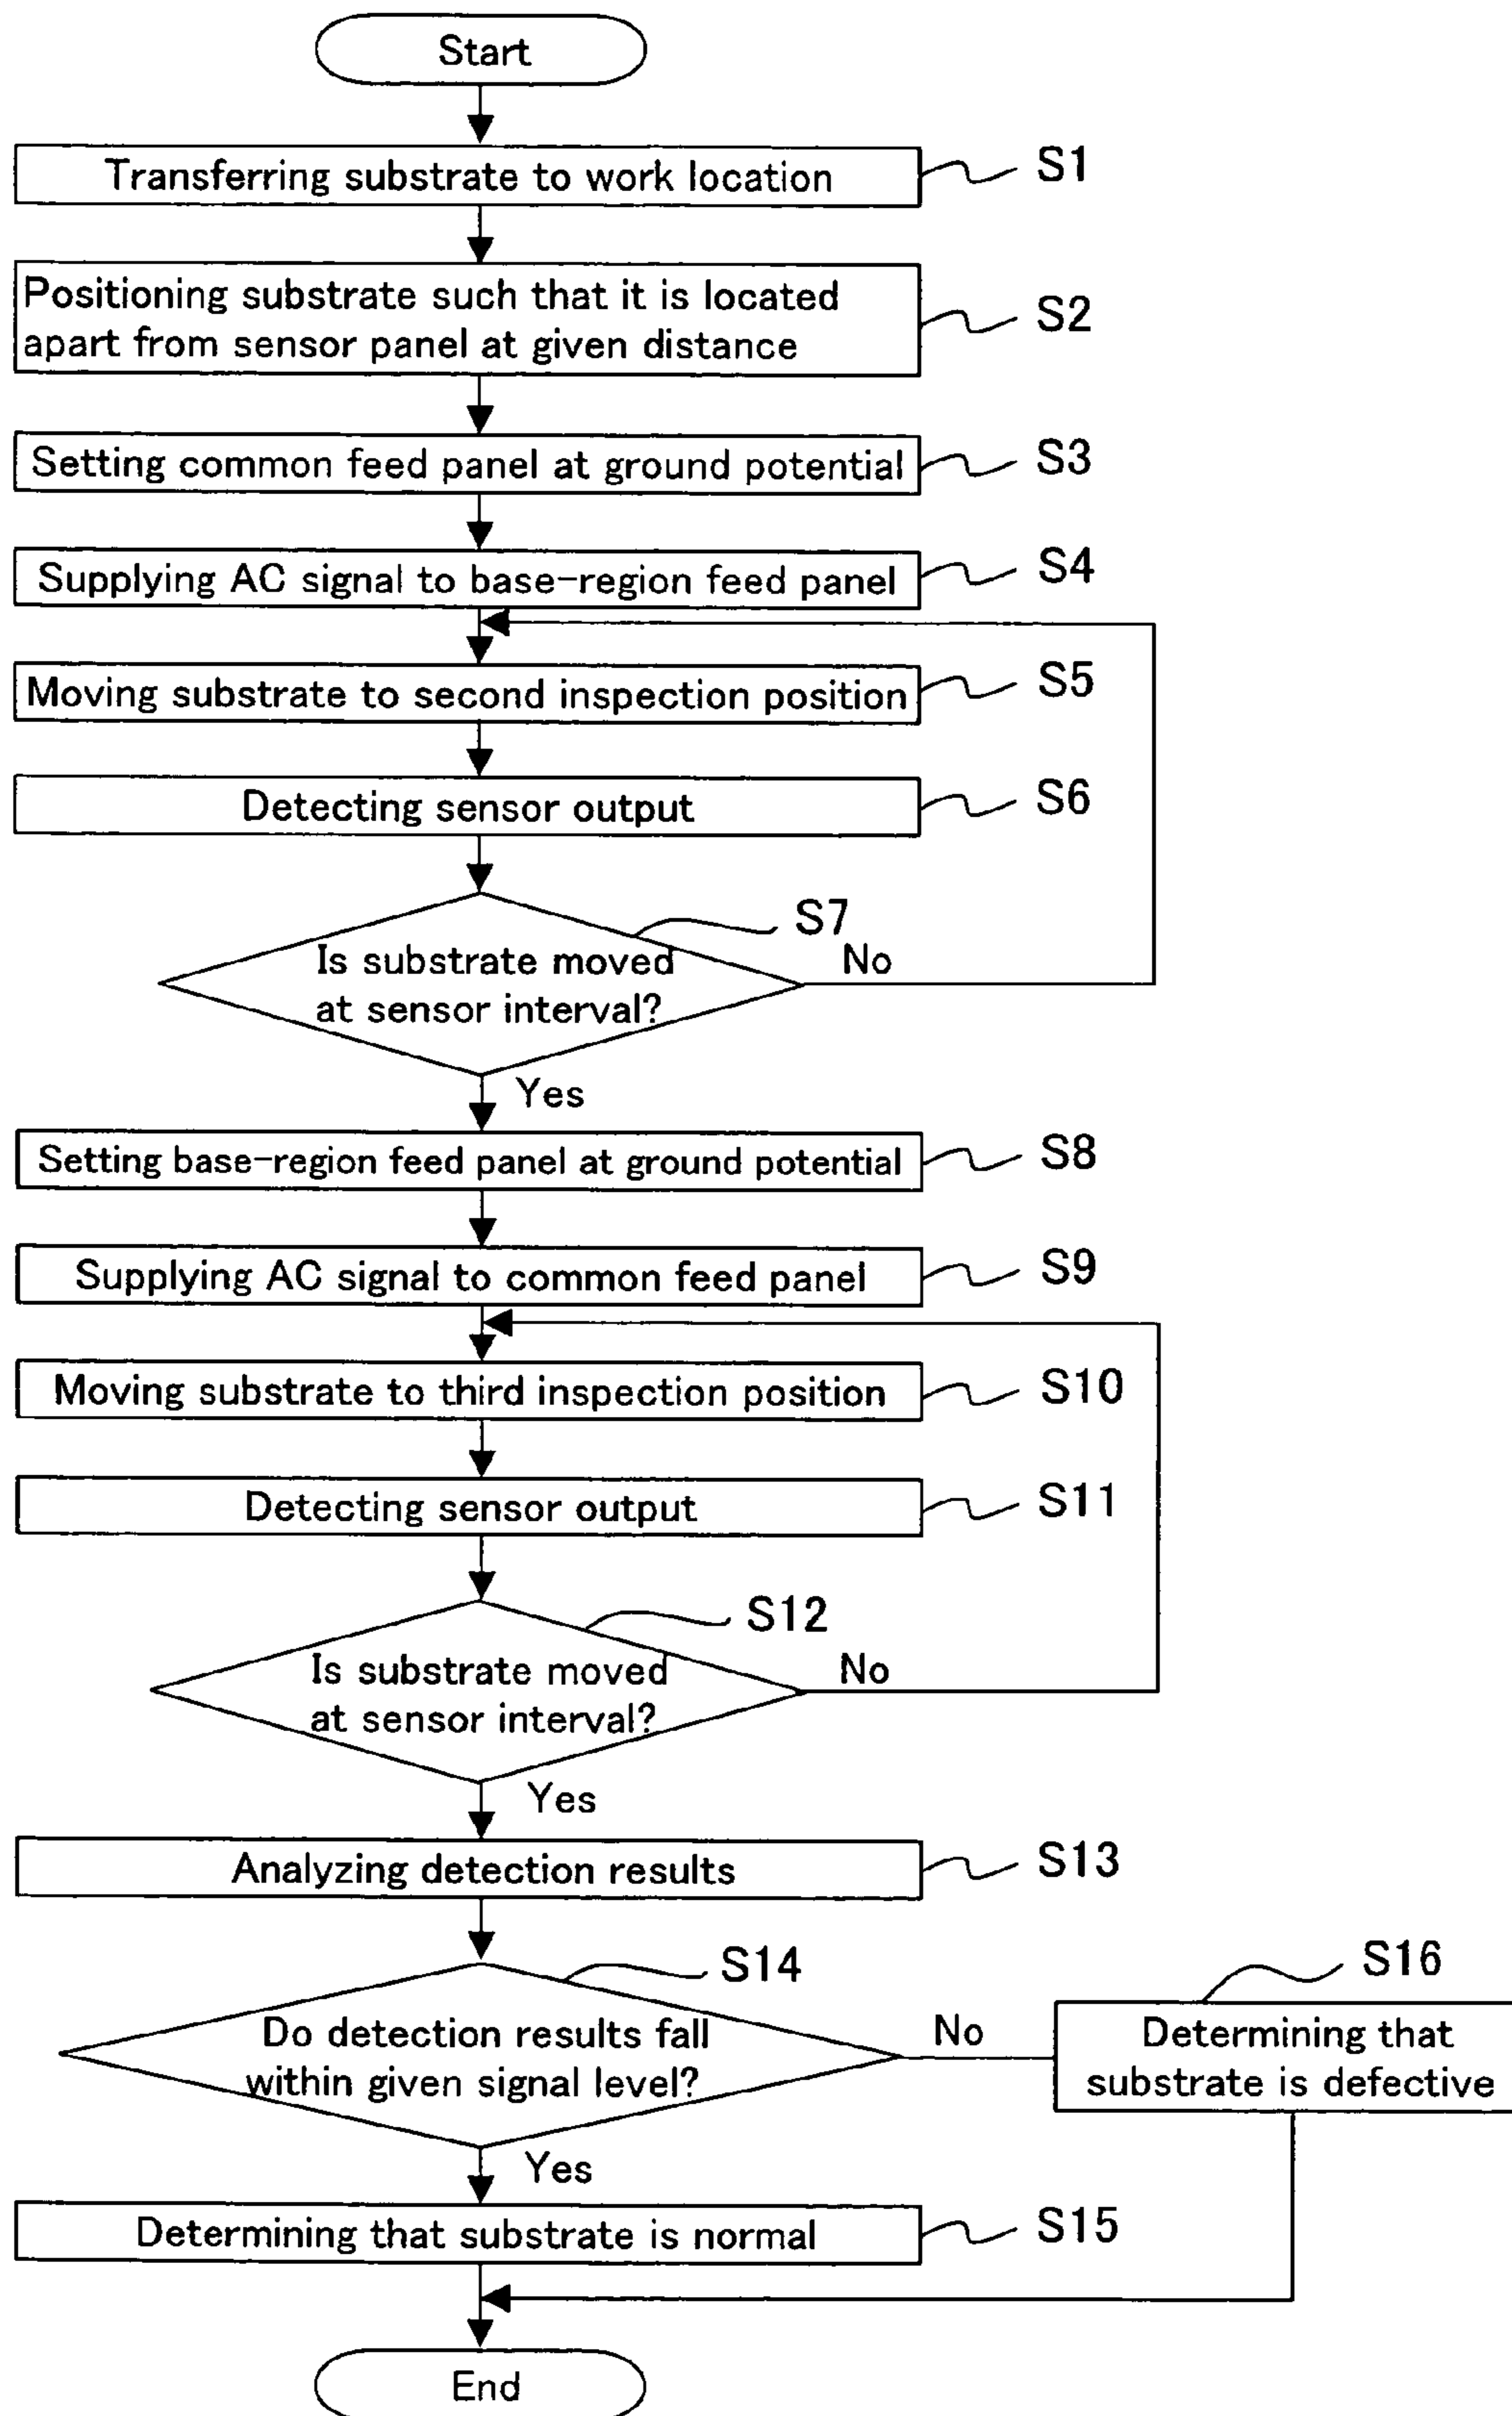 Start
Transferring substrate to work location
S1
Positioning substrate such that it is located
apart from sensor panel at given distance
S2
Setting common feed panel at ground potential
S3
Supplying AC signal to base-region feed panel
S4
Moving substrate to second inspection position
S5
Detecting sensor output
S6
S7
Is substrate moved
at sensor interval?
No
Yes
Setting base-region feed panel at ground potential
S8
Supplying AC signal to common feed panel
S9
Moving substrate to third inspection position
S10
Detecting sensor output
S11
S12
Is substrate moved
at sensor interval?
No
Yes
Analyzing detection results
S13
S14
Do detection results fall
within given signal level?
No
S16
Determining that
substrate is defective
Yes
Determining that substrate is normal
S15
End